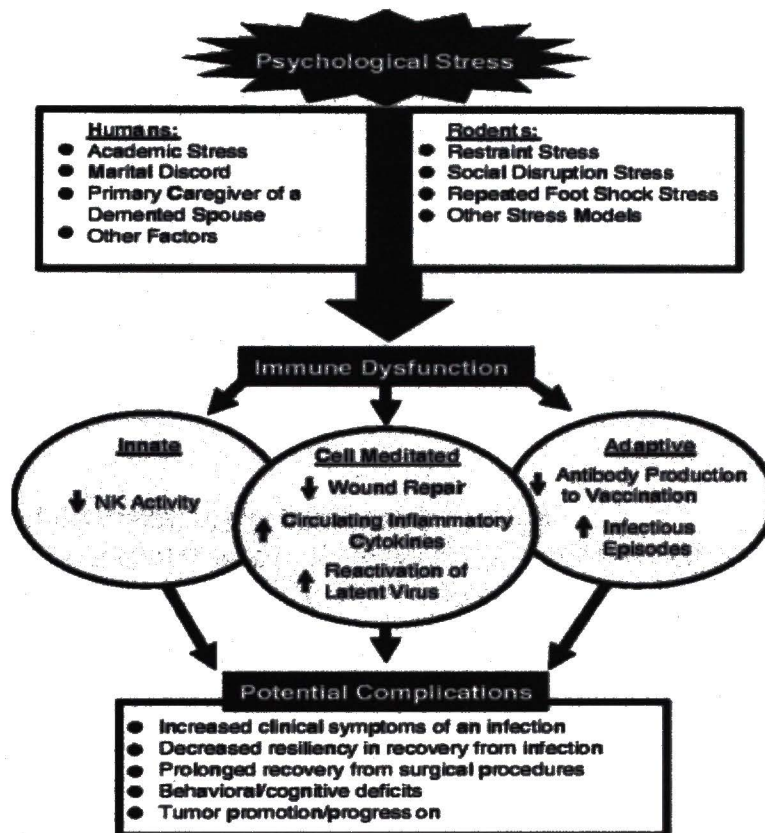 Psychological Stress
Humans:
● Academic Stress
● Marital Discord
● Primary Caregiver of a
Demented Spouse
● Other Factors
Rodents:
● Restraint Stress
● Social Disruption Stress
● Repeated Foot Shock Stress
● Other Stress Models
Immune Dysfunction
Innate
↓ NK Activity
Cell Meditated
↓ Wound Repair
↑ Circulating Inflammatory
Cytokines
↑ Reactivation of
Latent Virus
Adaptive
↓ Antibody Production
to Vaccination
↑ Infectious
Episodes
Potential Complications
● Increased clinical symptoms of an infection
● Decreased resiliency in recovery from infection
● Prolonged recovery from surgical procedures
● Behavioral/cognitive deficits
● Tumor promotion/progress on